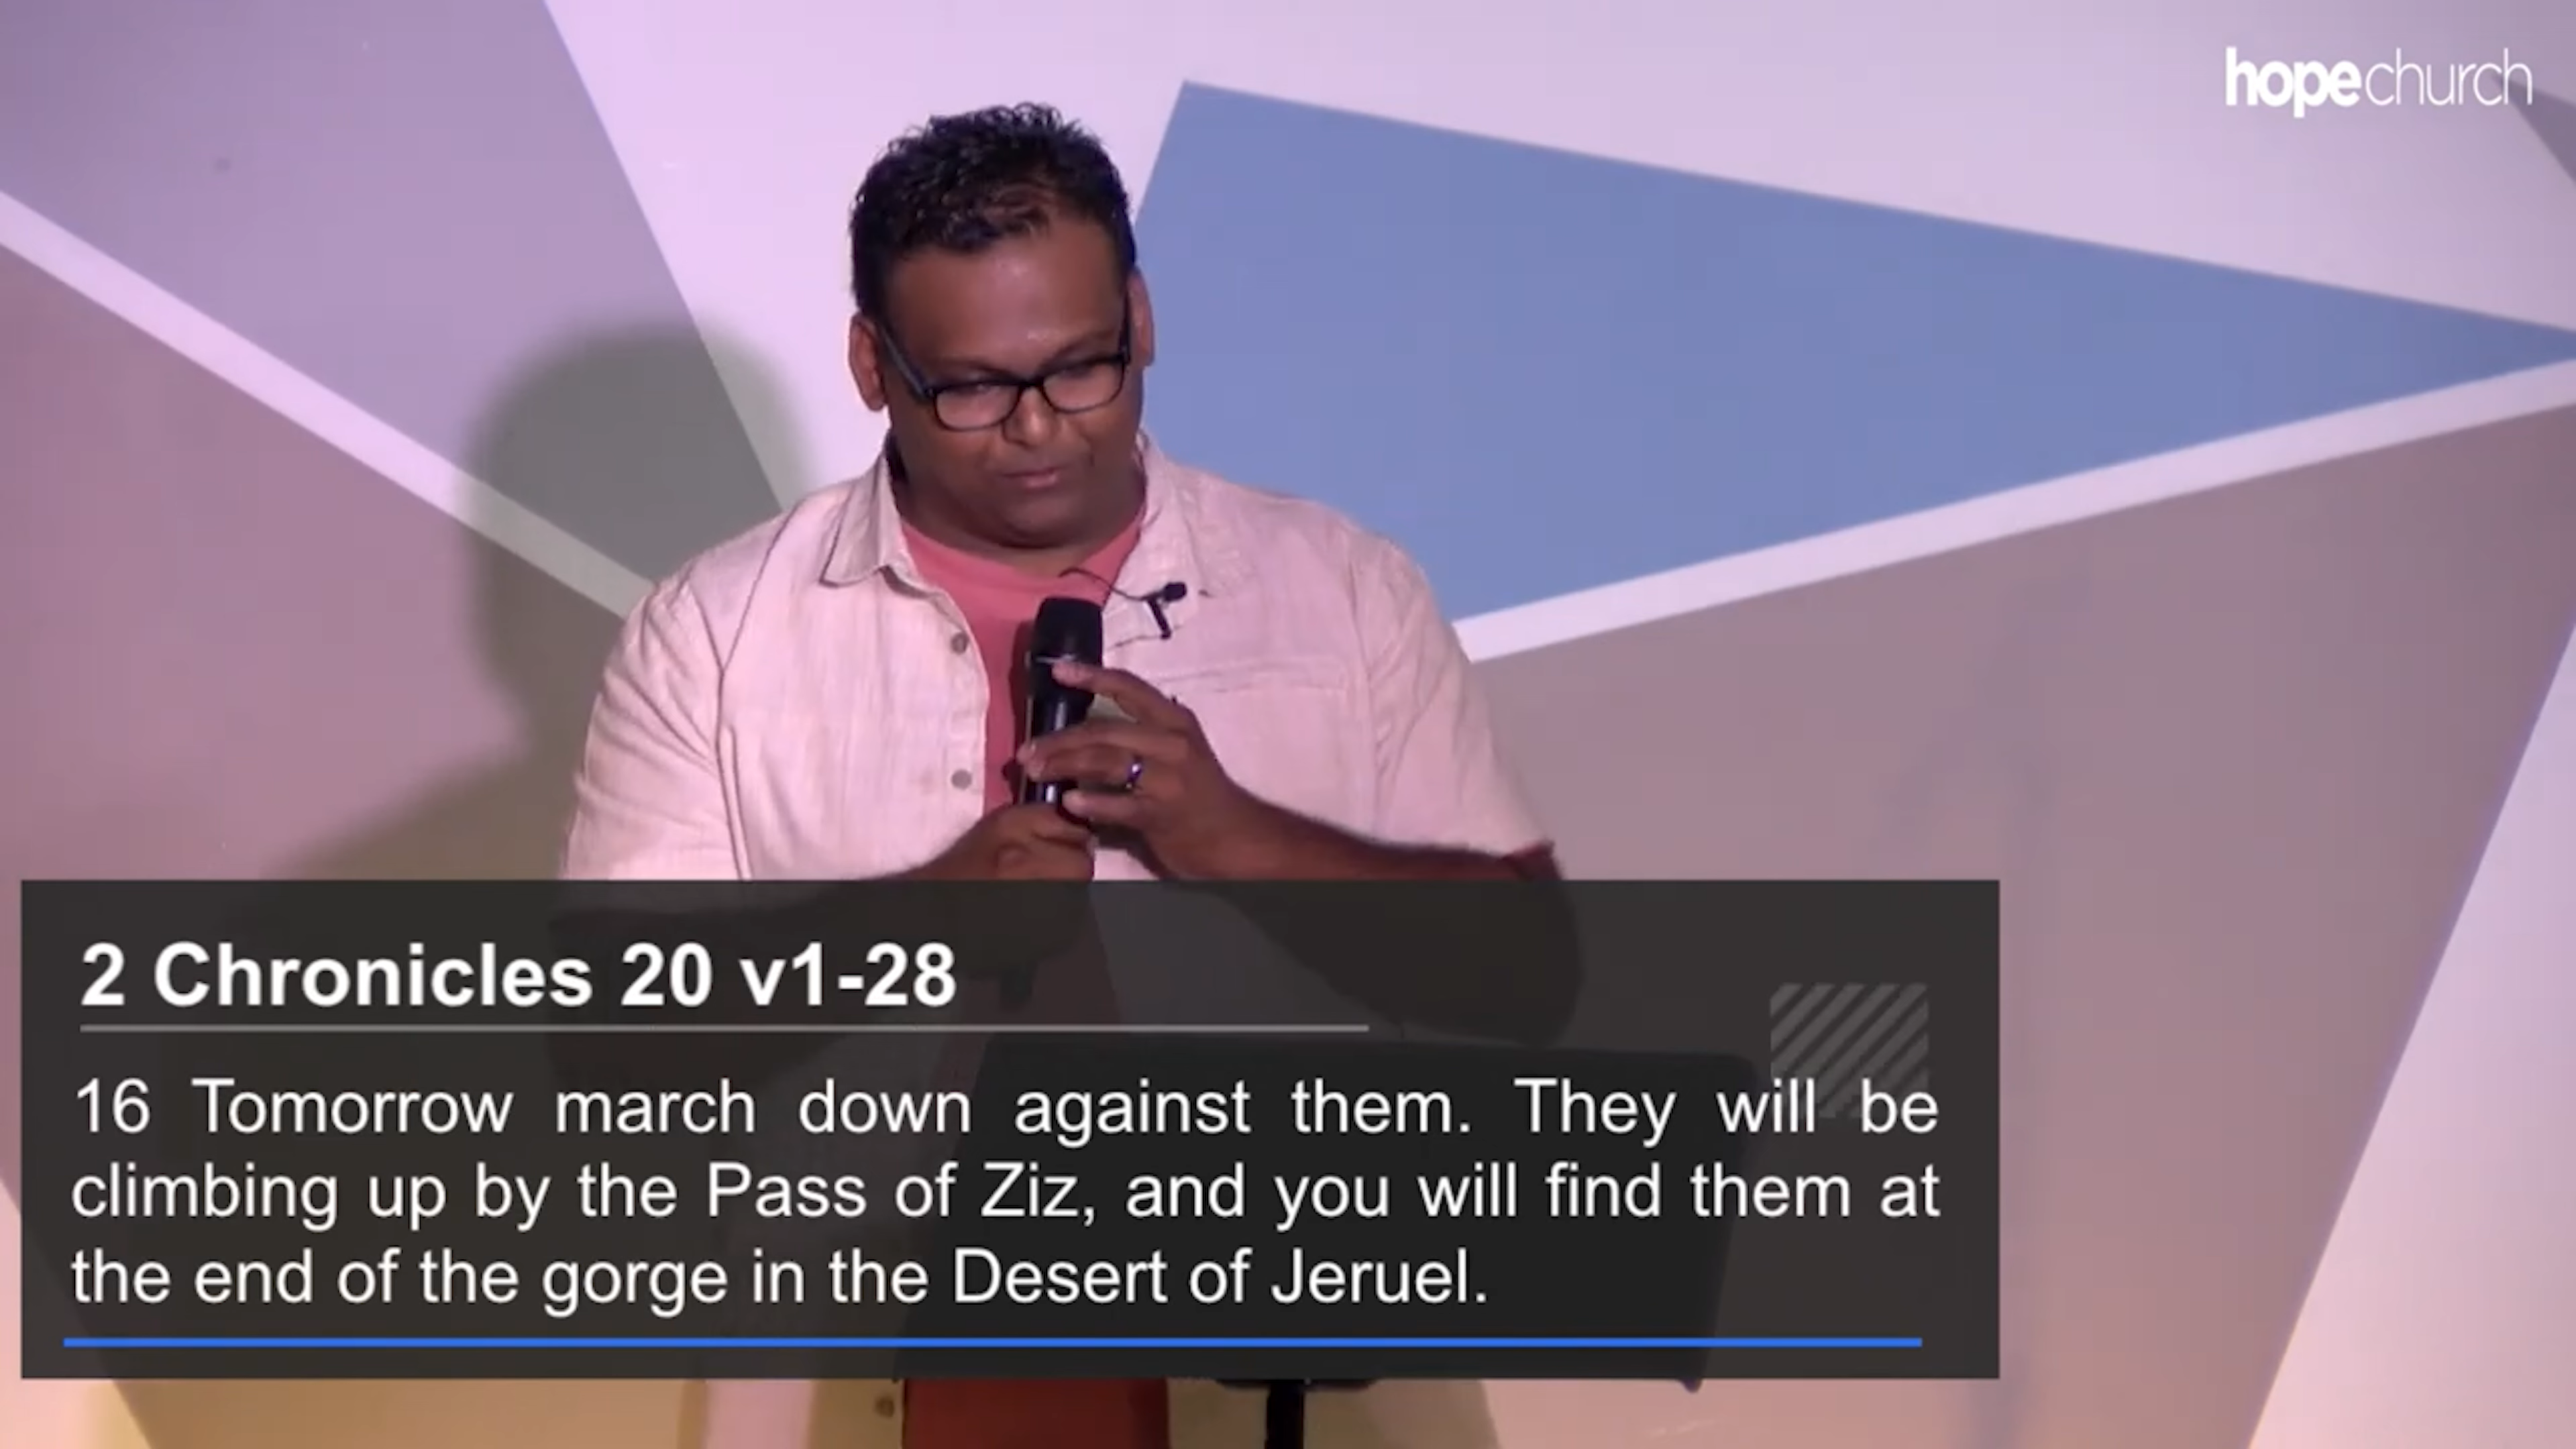 hopechurch
2 Chronicles 20 v1-28
16 Tomorrow march down against them. They will be
climbing up by the Pass of Ziz, and you will find them at
the end of the gorge in the Desert of Jeruel.